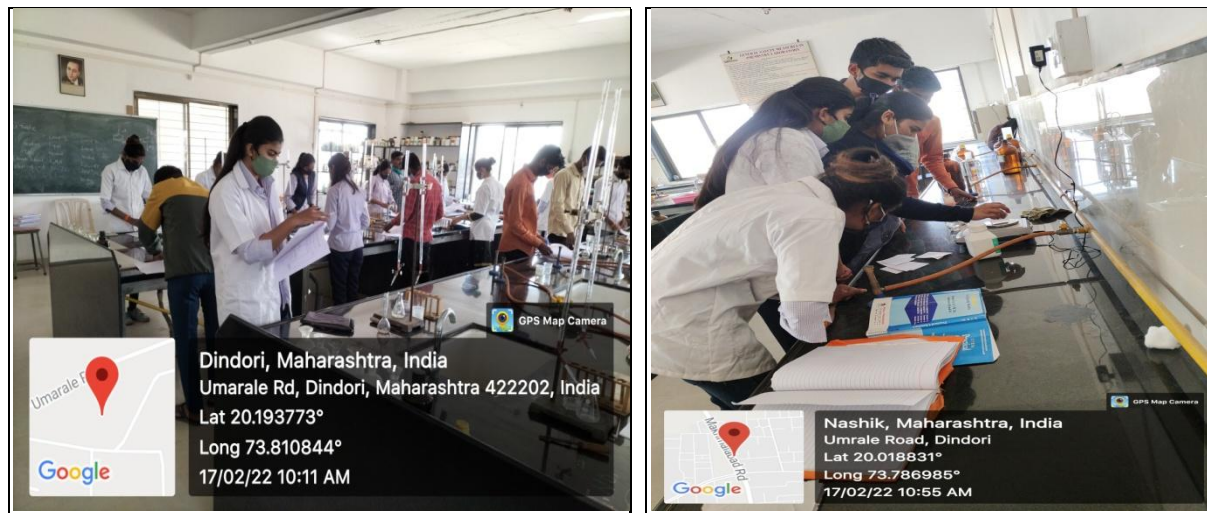 GPS Map Camera
Umarale R
Google
Dindori, Maharashtra, India
Umarale Rd, Dindori, Maharashtra 422202, India
Lat 20.193773°
Long 73.810844°
17/02/22 10:11 AM
GPS Map Camera
Rd
Google
Nashik, Maharashtra, India
Umrale Road, Dindori
Lat 20.018831°
Long 73.786985°
17/02/22 10:55 AM